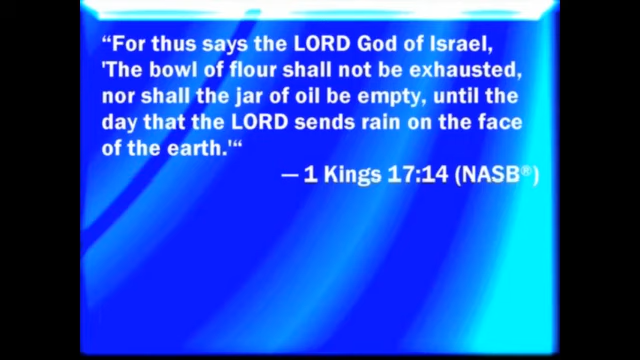 “For thus says the LORD God of Israel,
'The bowl of flour shall not be exhausted,
nor shall the jar of oil be empty, until the
day that the LORD sends rain on the face
of the earth.'“
— 1 Kings 17:14 (NASB®)